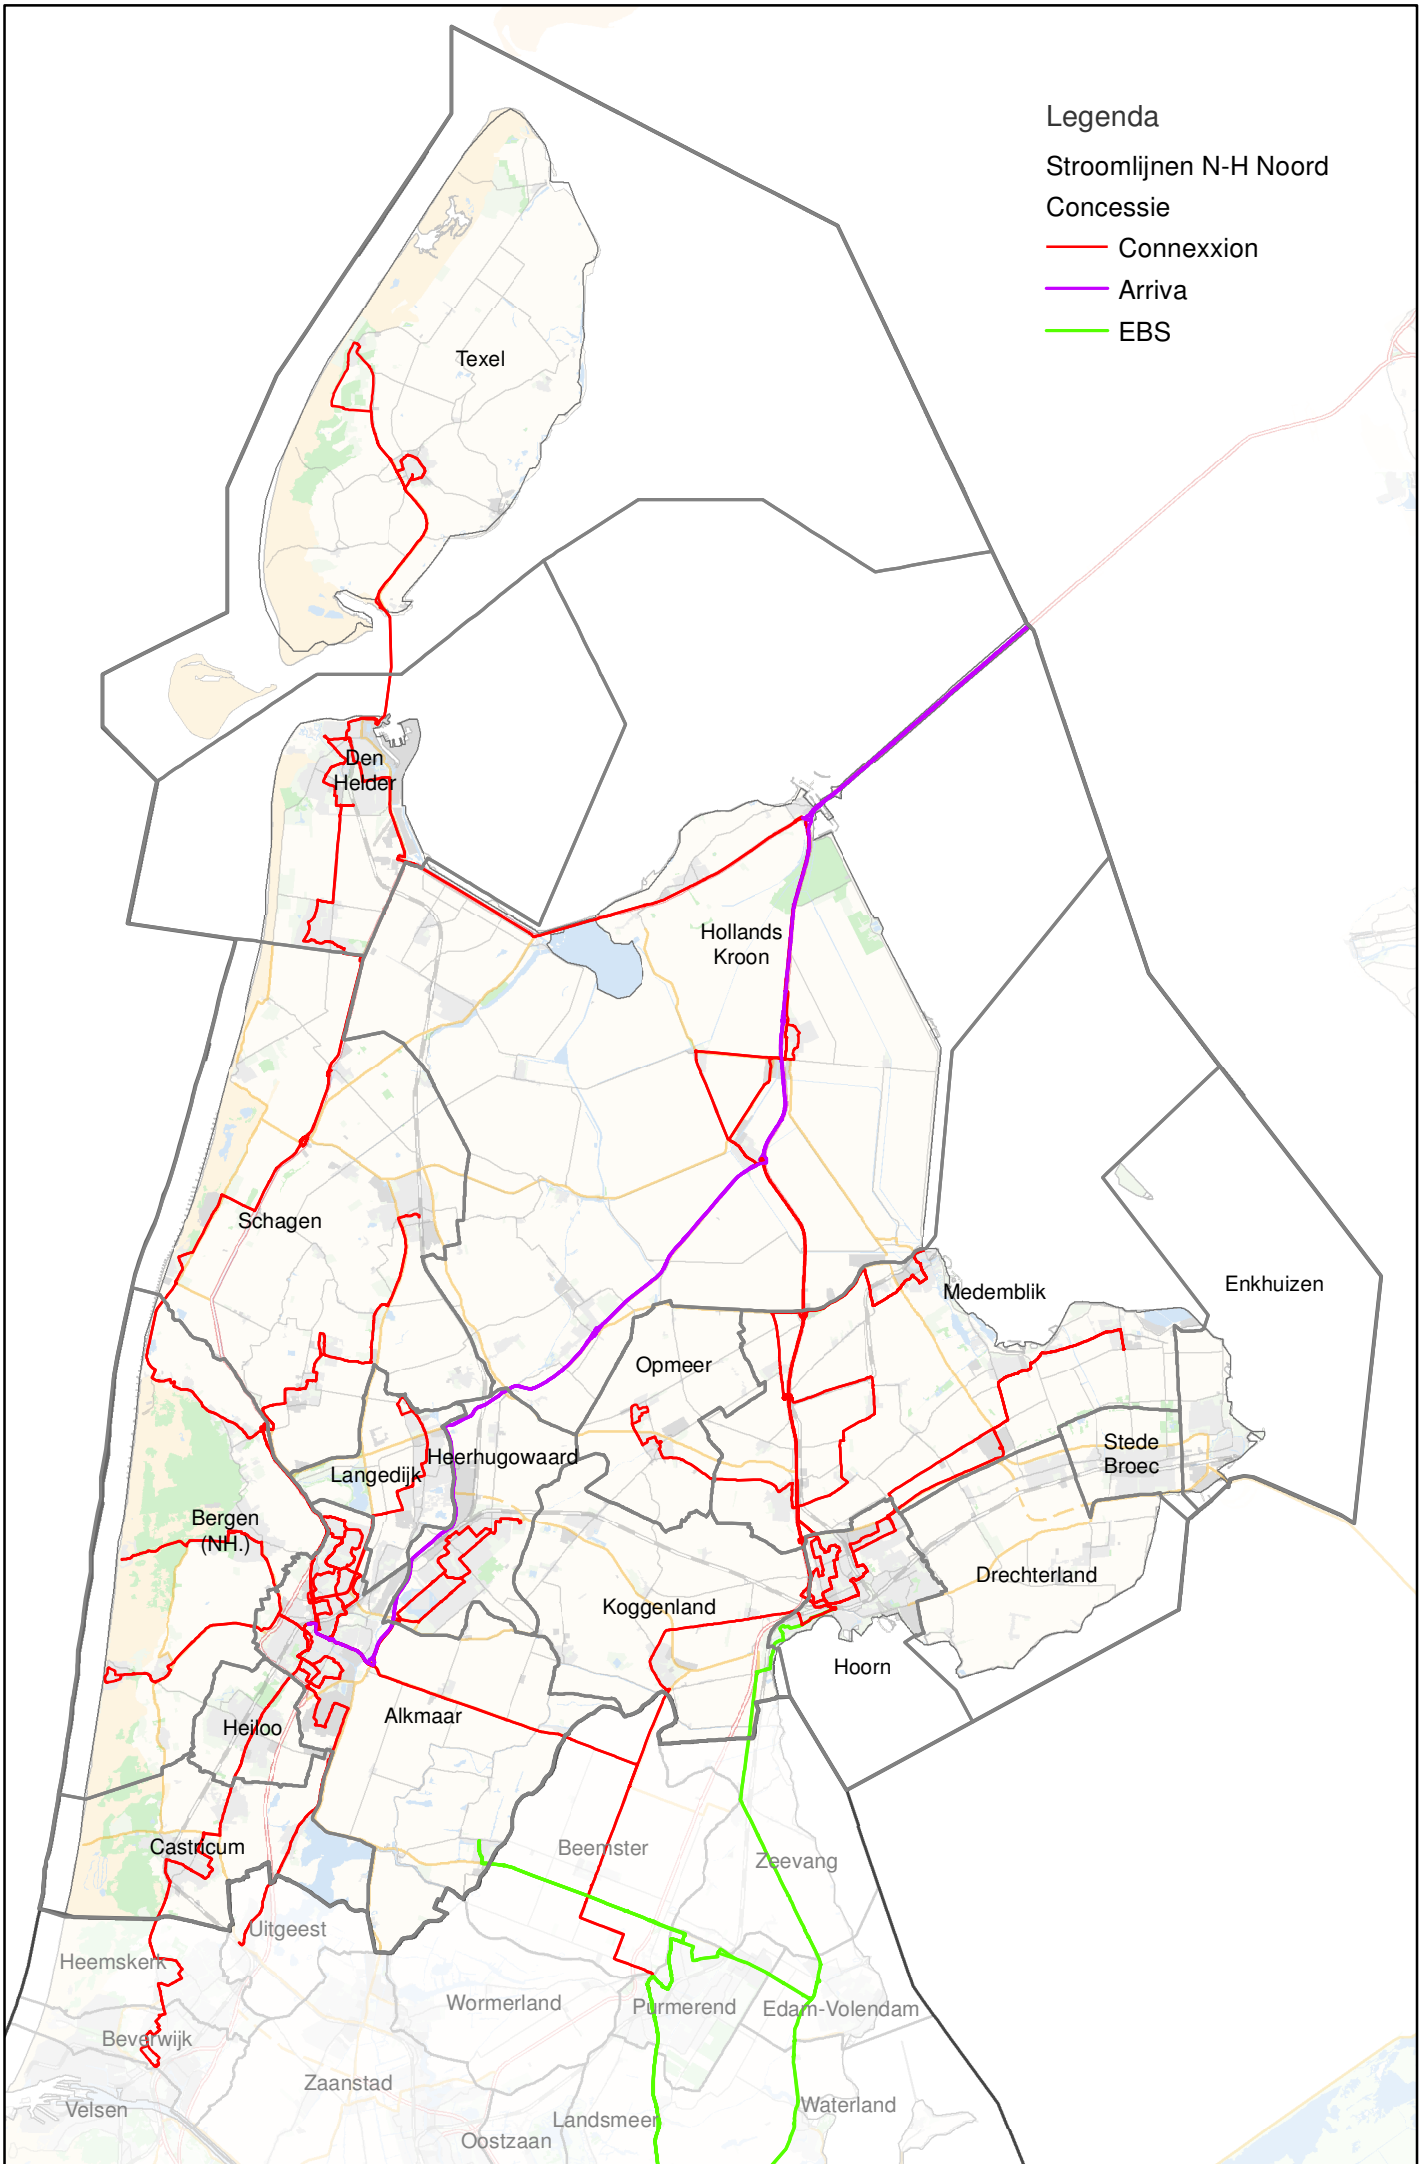 Legenda
Stroomlijnen N-H Noord
Concessie
Connexxion
Arriva
EBS
Texel
Den
Helder
Hollands
Kroon
Schagen
Medemblik
Enkhuizen
Opmeer
Heerhugowaard
Langedijk
Stede
Broec
Bergen
(NH.)
Drechterland
Koggenland
Hoorn
Alkmaar
Heiloo
Castricum
Beemster
Zeevang
Uitgeest
Heemskerk
Wormerland
Purmerend
Edam-Volendam
Beverwijk
Zaanstad
Velsen
Landsmeer
Waterland
Oostzaan